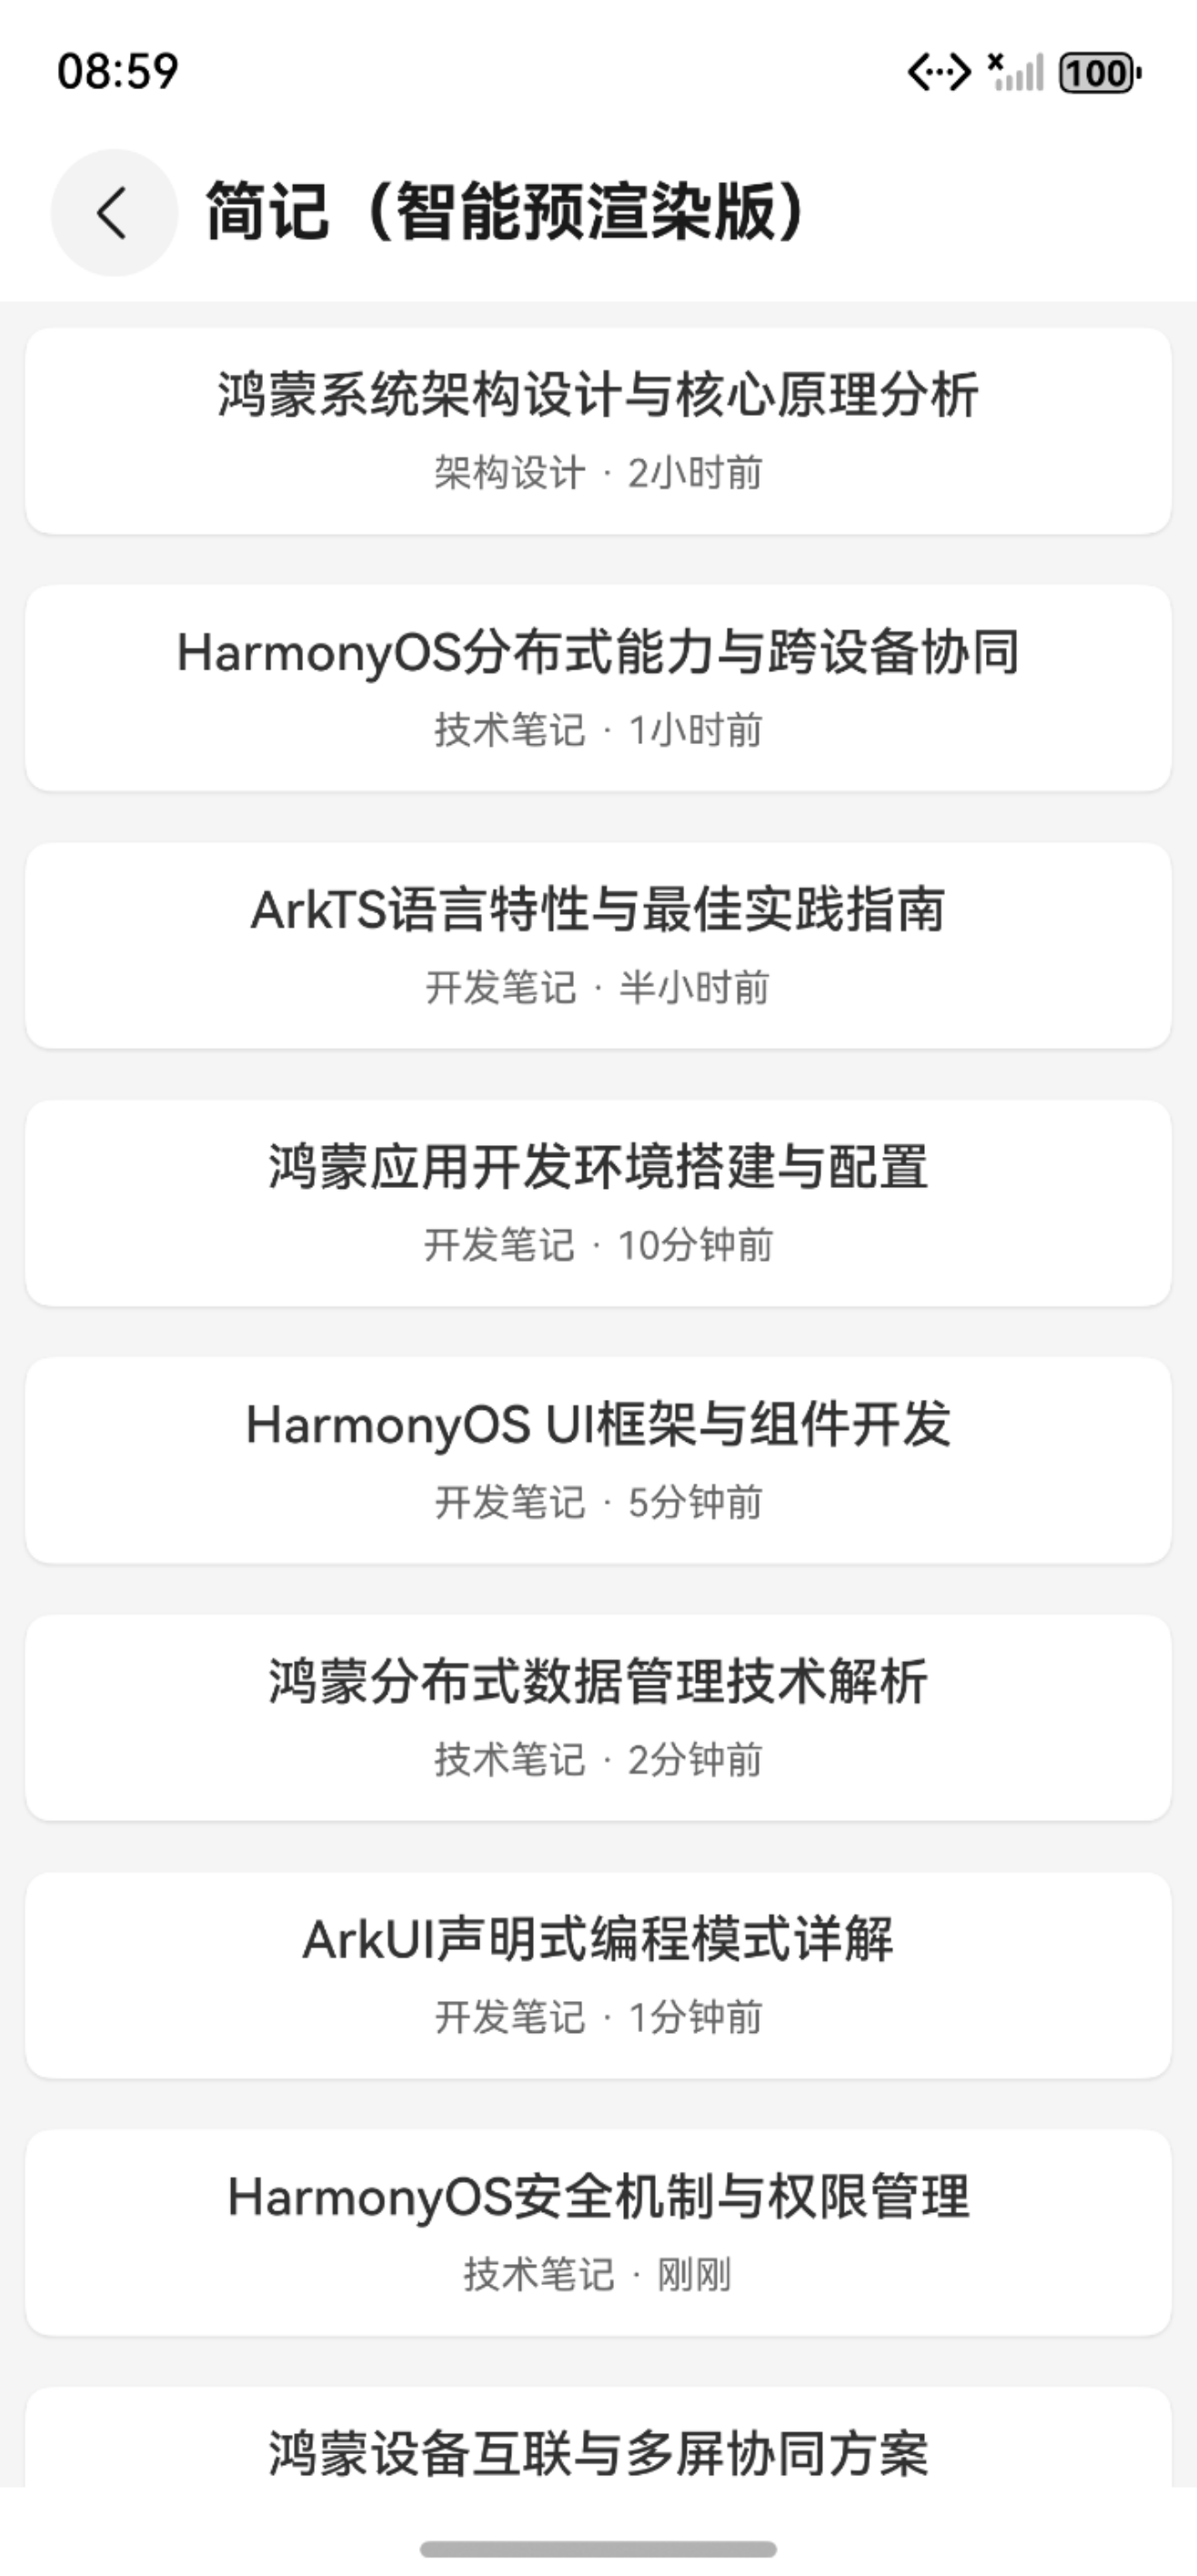 08:59
100
简记（智能预渲染版）
鸿蒙系统架构设计与核心原理分析
架构设计 · 2小时前
HarmonyOS分布式能力与跨设备协同
技术笔记 · 1小时前
ArkTS语言特性与最佳实践指南
开发笔记 · 半小时前
鸿蒙应用开发环境搭建与配置
开发笔记 · 10分钟前
HarmonyOS UI框架与组件开发
开发笔记 · 5分钟前
鸿蒙分布式数据管理技术解析
技术笔记 · 2分钟前
ArkUI声明式编程模式详解
开发笔记 · 1分钟前
HarmonyOS安全机制与权限管理
技术笔记 · 刚刚
鸿蒙设备互联与多屏协同方案